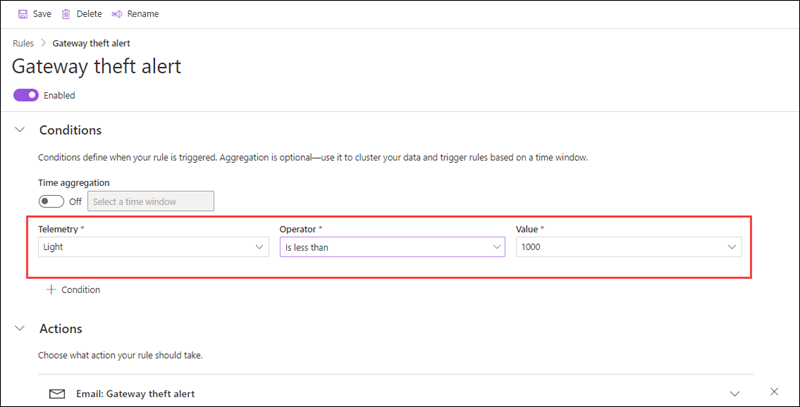 Save Delete Rename
Rules > Gateway theft alert
Gateway theft alert
Enabled
Conditions
Conditions define when your rule is triggered. Aggregation is optional—use it to cluster your data and trigger rules based on a time window.
Time aggregation
Off Select a time window
Telemetry * Operator * Value *
Light Is less than 1000
+ Condition
Actions
Choose what action your rule should take.
Email: Gateway theft alert